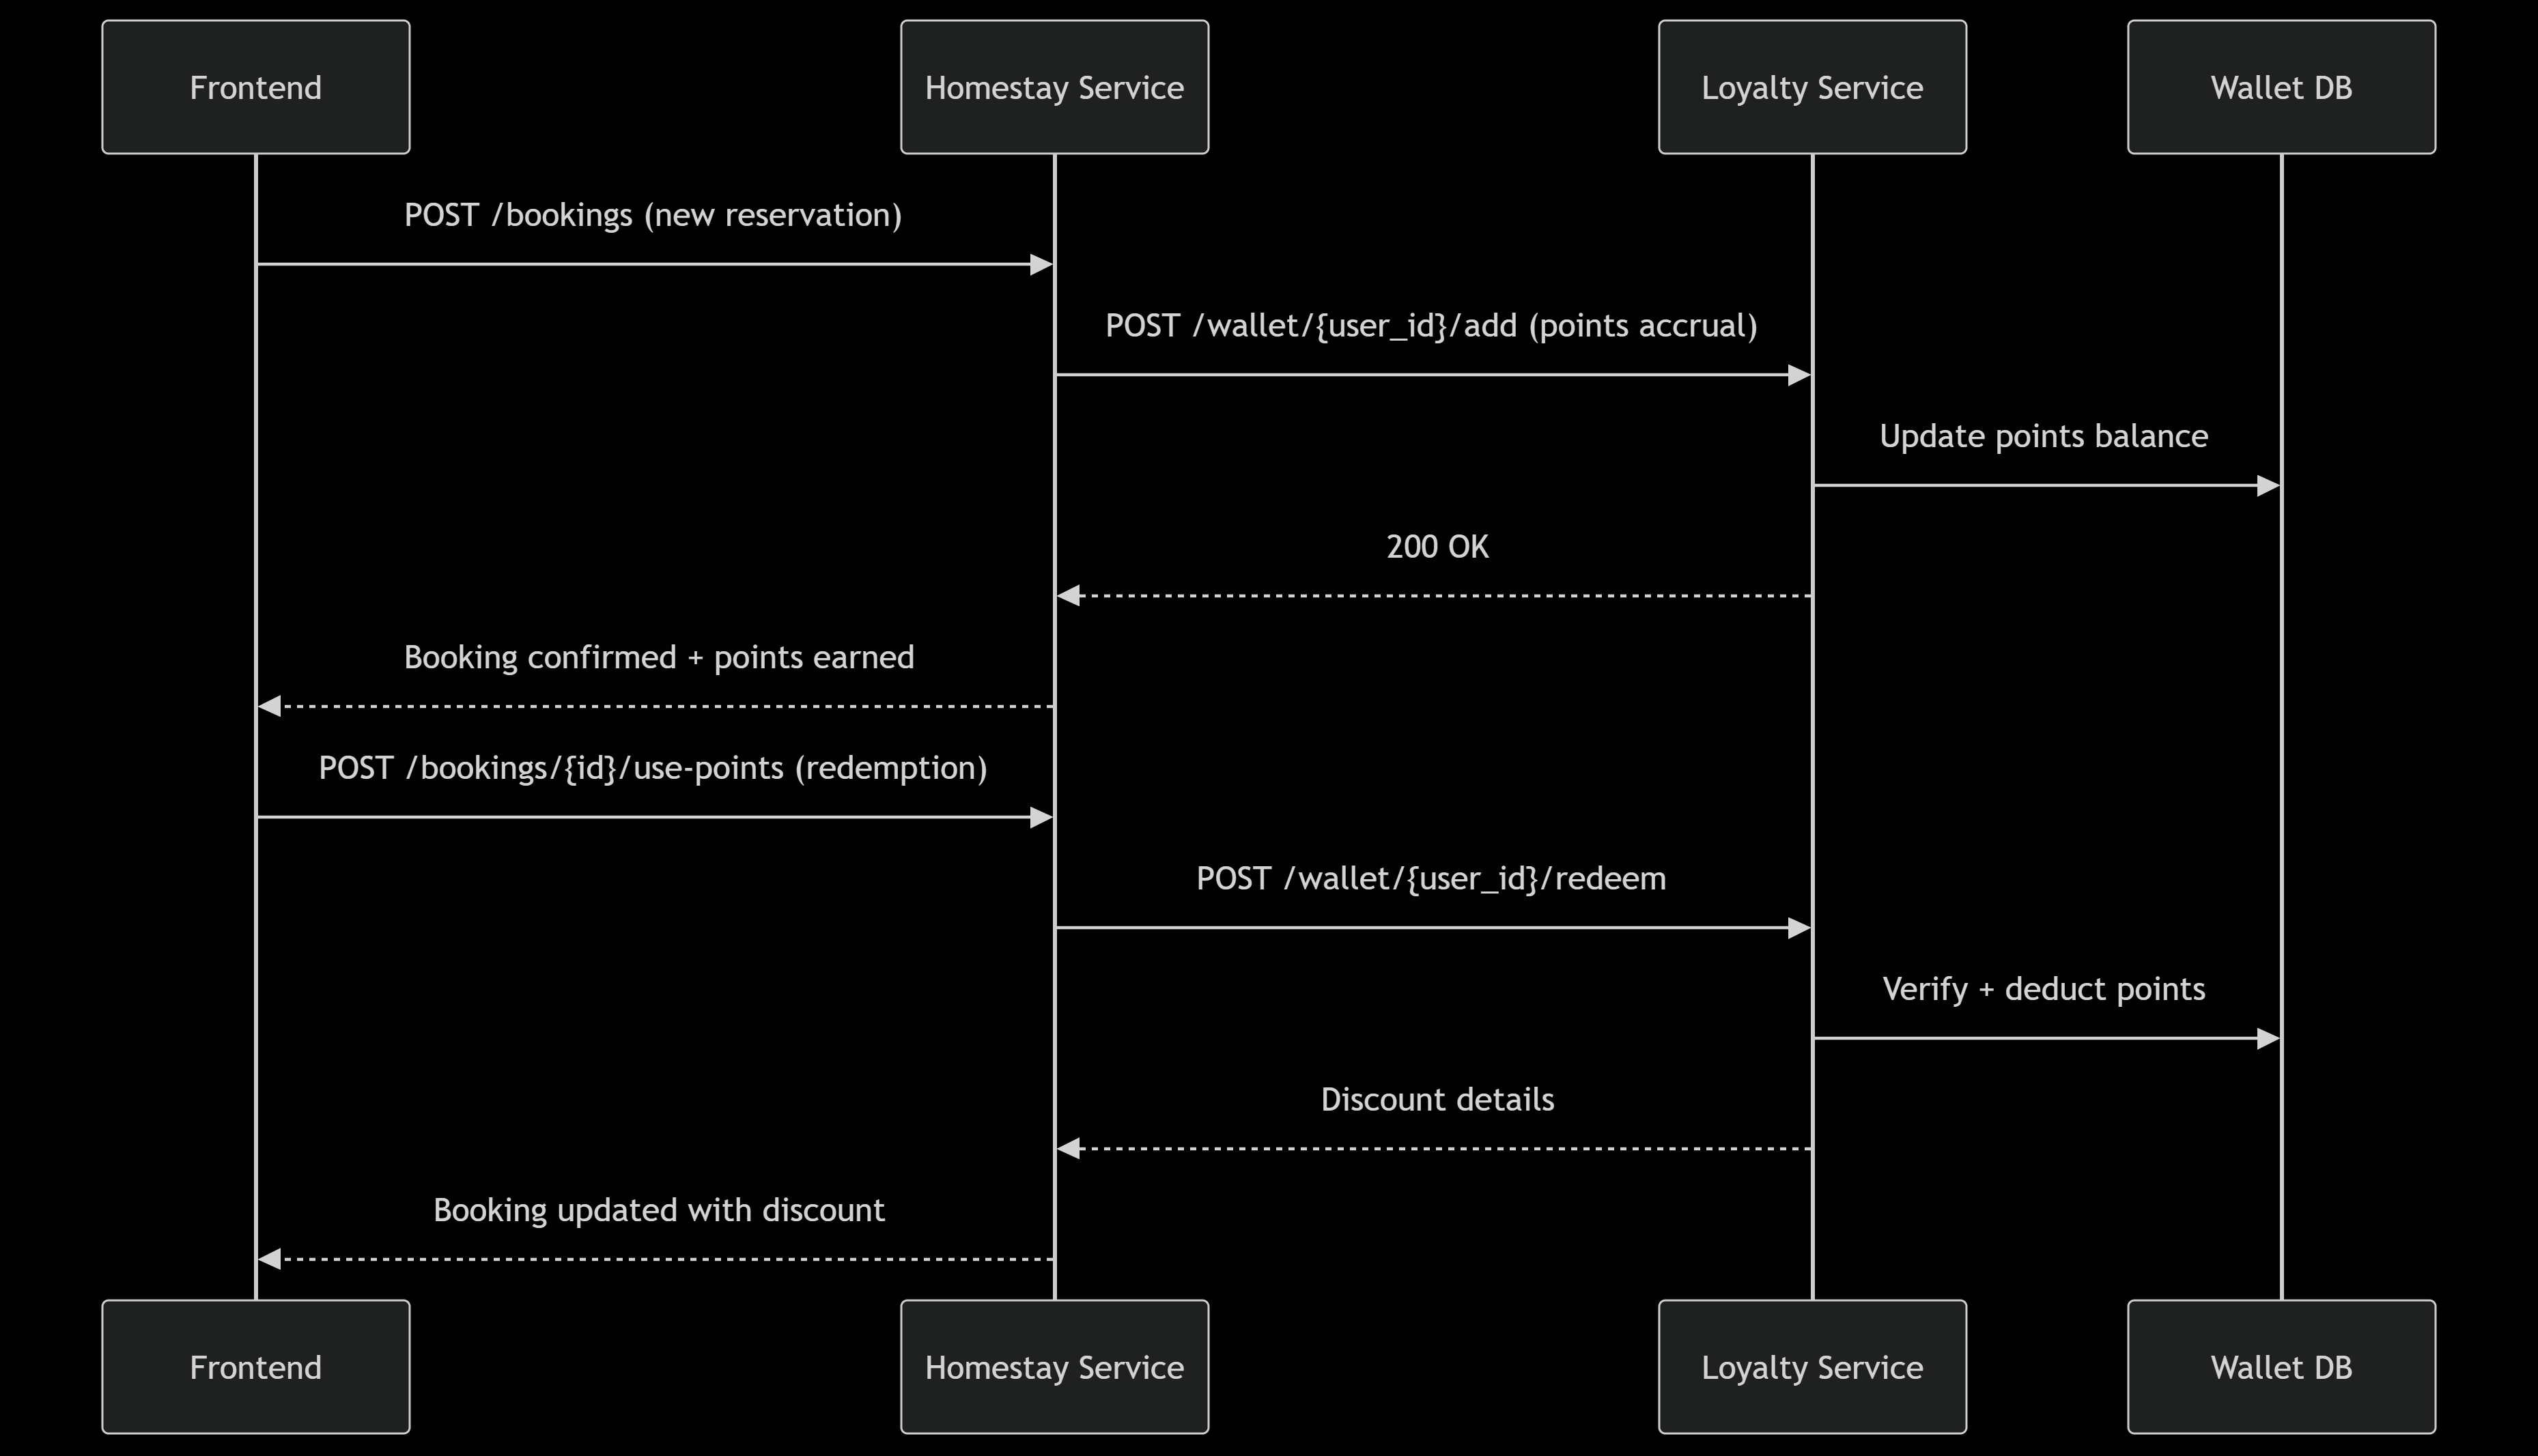 Frontend
Homestay Service
Loyalty Service
Wallet DB
POST /bookings (new reservation)
POST /wallet/{user_id}/add (points accrual)
Update points balance
200 OK
Booking confirmed + points earned
POST /bookings/{id}/use-points (redemption)
POST /wallet/{user_id}/redeem
Verify + deduct points
Discount details
Booking updated with discount
Frontend
Homestay Service
Loyalty Service
Wallet DB